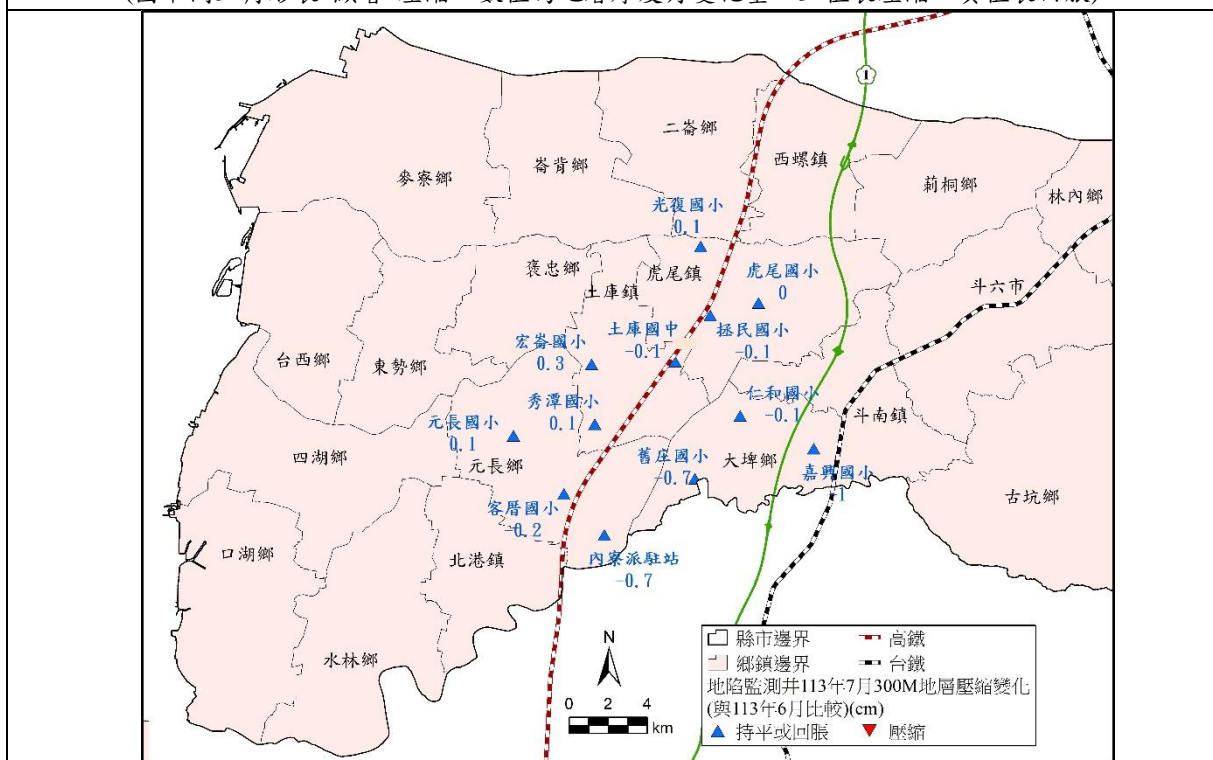 1
二崙鄉
西螺鎮
崙背鄉
麥寮鄉
莿桐鄉
林內鄉
光復國小
0.1
褒忠鄉
虎尾鎮
虎尾國小
0
土庫鎮
斗六市
土庫國中
-0.1
拯民國小
-0.1
宏崙國小
0.3
台西鄉
東勢鄉
仁和國小
-0.1
秀潭國小
0.1
斗南鎮
元長國小
0.1
四湖鄉
元長鄉
舊庄國小
-0.7
大埤鄉
嘉興國小
-1
古坑鄉
客厝國小
-0.2
口湖鄉
北港鎮
內寮派駐站
-0.7
水林鄉
N
0 2 4
km
縣市邊界
高鐵
鄉鎮邊界
台鐵
地陷監測井113年7月300M地層壓縮變化
(與113年6月比較)(cm)
持平或回脹
壓縮